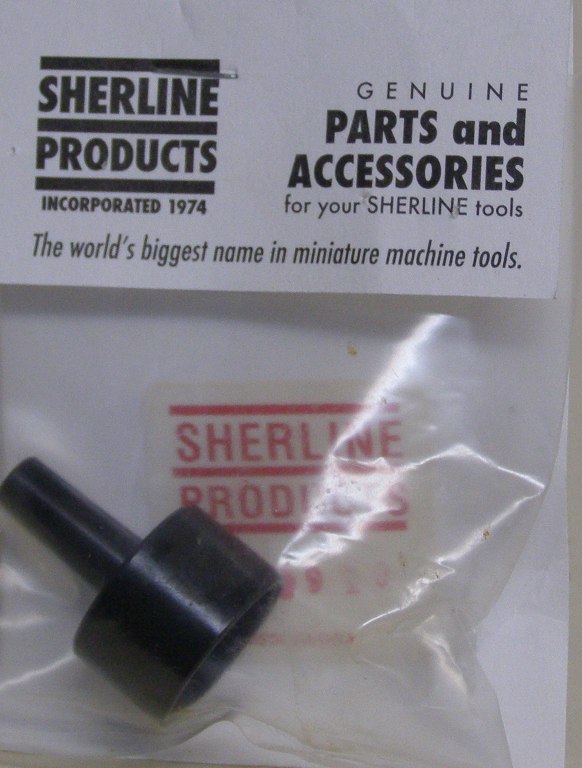 SHERLINE
PRODUCTS
INCORPORATED 1974
GENUINE
PARTS and
ACCESSORIES
for your SHERLINE tools
The world's biggest name in miniature machine tools.
SHERLINE
PRODUCTS